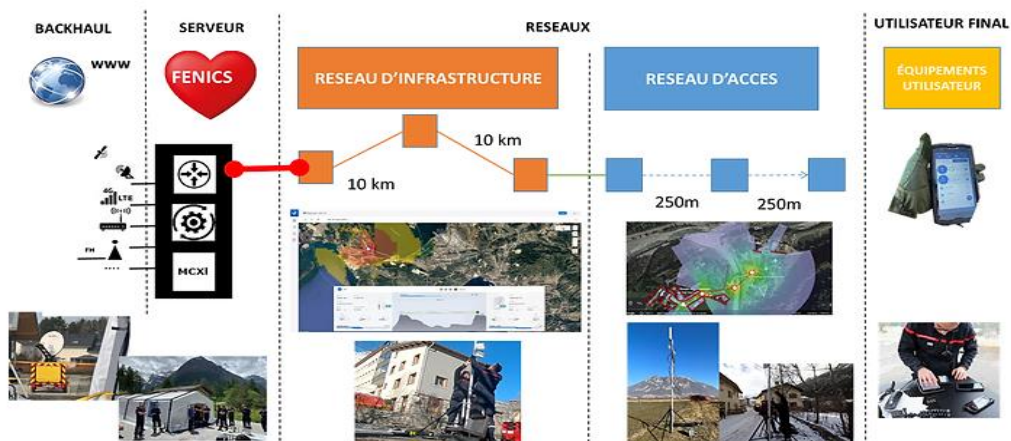 BACKHAUL
SERVEUR
RESEAUX
UTILISATEUR FINAL
WWW
FENICS
RESEAU D'INFRASTRUCTURE
RESEAU D'ACCES
ÉQUIPEMENTS
UTILISATEUR
10 km
10 km
250m
250m
4G
LTE
FH
MCX